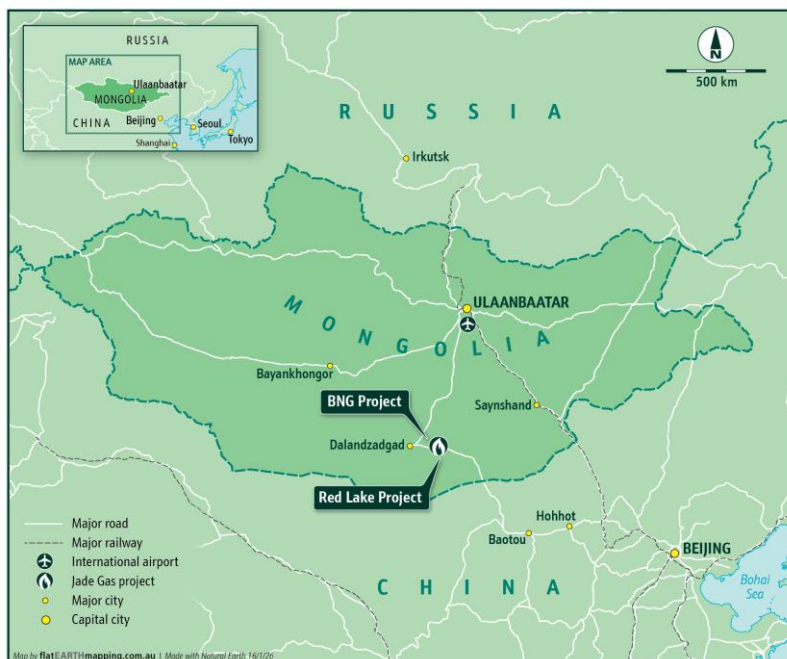 RUSSIA
MAP AREA
Ulaanbaatar
MONGOLIA
CHINA
Beijing
Seoul
Tokyo
Shanghai
N
500 km
RUSSIA
Irkutsk
ULAANBAATAR
MONGOLIA
Bayankhongor
BNG Project
Saynshand
Dalandzadgad
Red Lake Project
Hohhot
Baotou
BEIJING
Bohai
Sea
CHINA
Major road
Major railway
International airport
Jade Gas project
Major city
Capital city
Map by flatEARTHmapping.com.au | Made with Natural Earth 16/1/26